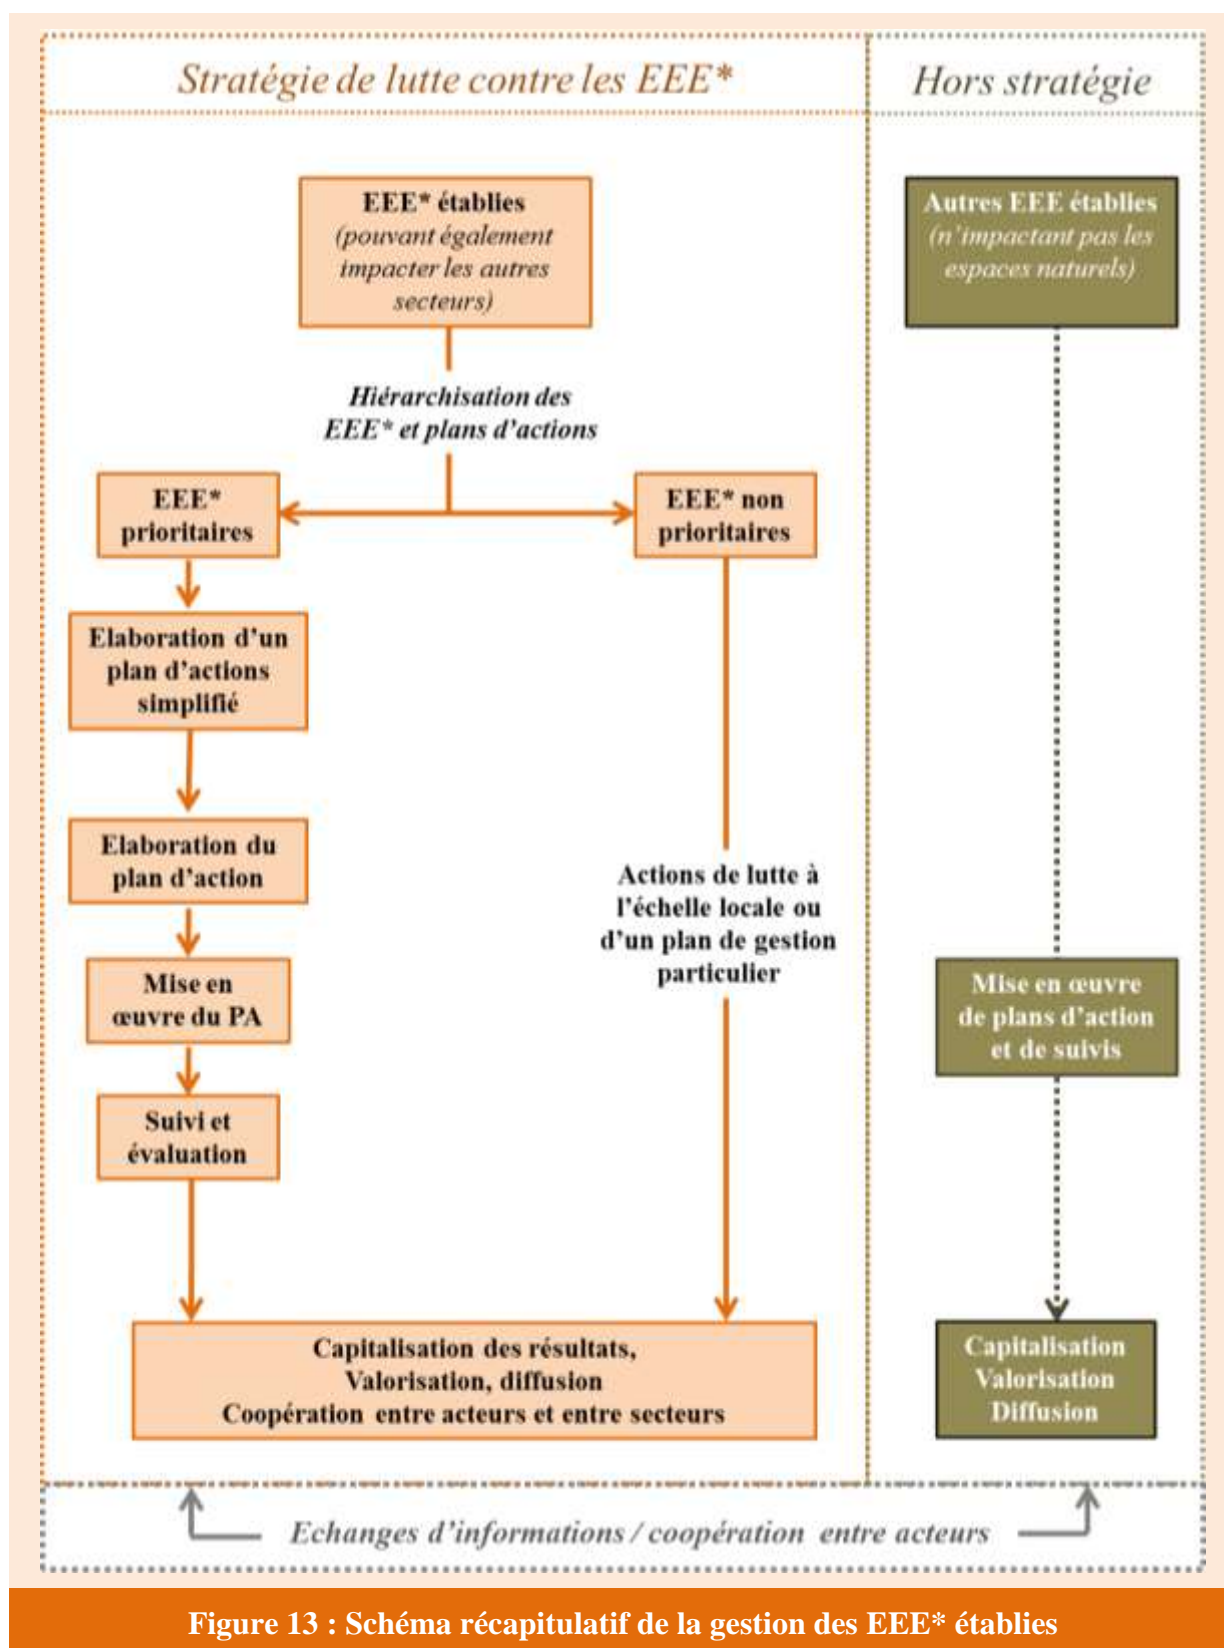 Stratégie de lutte contre les EEE*
Hors stratégie
EEE* établies
(pouvant également
impacter les autres
secteurs)
Autres EEE établies
(n'impactant pas les
espaces naturels)
Hiérarchisation des
EEE* et plans d'actions
EEE*
prioritaires
EEE* non
prioritaires
Elaboration d'un
plan d'actions
simplifié
Elaboration du
plan d'action
Actions de lutte à
l'échelle locale ou
d'un plan de gestion
particulier
Mise en
œuvre du PA
Mise en œuvre
de plans d'action
et de suivis
Suivi et
évaluation
Capitalisation des résultats,
Valorisation, diffusion
Coopération entre acteurs et entre secteurs
Capitalisation
Valorisation
Diffusion
Echanges d'informations / coopération entre acteurs
Figure 13 : Schéma récapitulatif de la gestion des EEE* établies